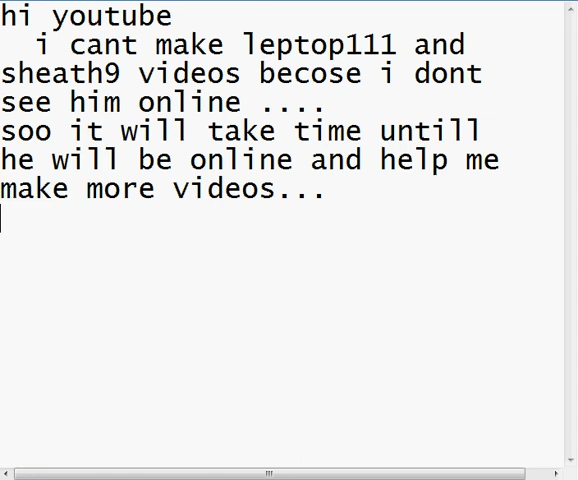 hi youtube
i cant make leptop111 and
sheath9 videos becose i dont
see him online ....
soo it will take time untill
he will be online and help me
make more videos...